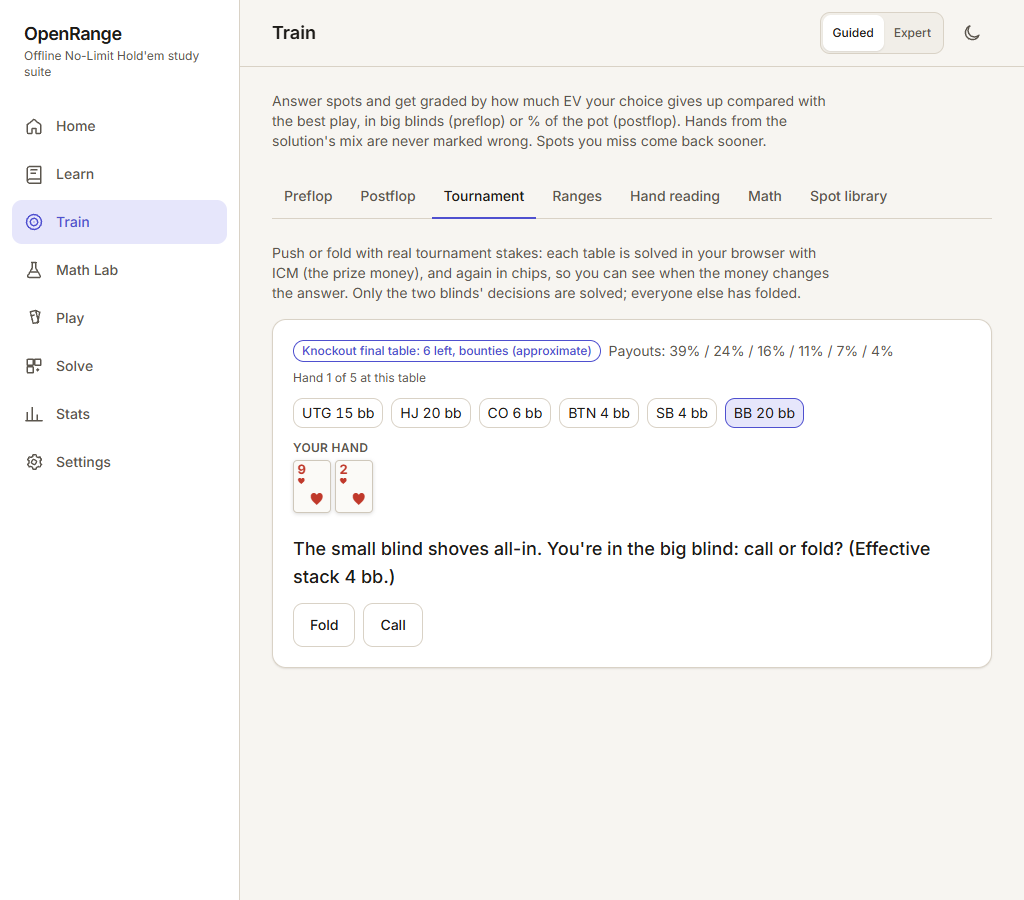 OpenRange
Offline No-Limit Hold'em study
suite
Home
Learn
Train
Math Lab
Play
Solve
Stats
Settings
Train
Guided
Expert
Answer spots and get graded by how much EV your choice gives up compared with
the best play, in big blinds (preflop) or % of the pot (postflop). Hands from the
solution's mix are never marked wrong. Spots you miss come back sooner.
Preflop
Postflop
Tournament
Ranges
Hand reading
Math
Spot library
Push or fold with real tournament stakes: each table is solved in your browser with
ICM (the prize money), and again in chips, so you can see when the money changes
the answer. Only the two blinds' decisions are solved; everyone else has folded.
Knockout final table: 6 left, bounties (approximate)
Payouts: 39% / 24% / 16% / 11% / 7% / 4%
Hand 1 of 5 at this table
UTG 15 bb
HJ 20 bb
CO 6 bb
BTN 4 bb
SB 4 bb
BB 20 bb
YOUR HAND
9
2
The small blind shoves all-in. You're in the big blind: call or fold? (Effective
stack 4 bb.)
Fold
Call